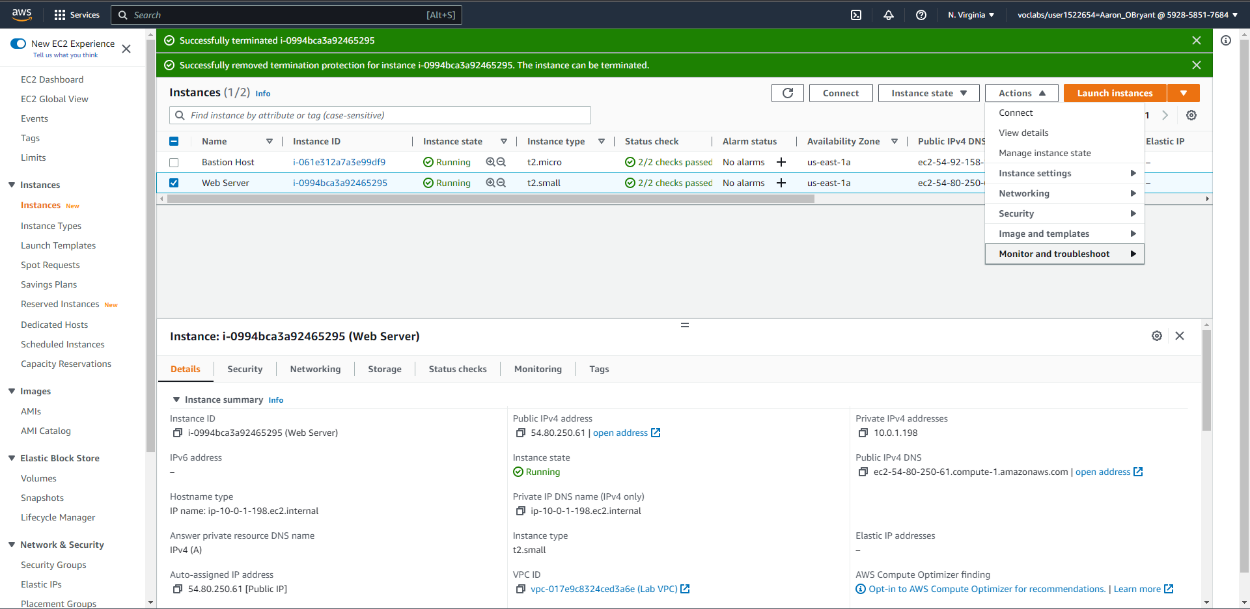 aws Services Search [Alt+S] N. Virginia voclabs/user1522654=Aaron_OBryant @ 5928-5851-7684
New EC2 Experience
Tell us what you think
EC2 Dashboard
EC2 Global View
Events
Tags
Limits
Instances
Instances New
Instance Types
Launch Templates
Spot Requests
Savings Plans
Reserved Instances New
Dedicated Hosts
Scheduled Instances
Capacity Reservations
Images
AMIs
AMI Catalog
Elastic Block Store
Volumes
Snapshots
Lifecycle Manager
Network & Security
Security Groups
Elastic IPs
Placement Groups
Successfully terminated i-0994bca3a92465295
Successfully removed termination protection for instance i-0994bca3a92465295. The instance can be terminated.
Instances (1/2) Info
Connect Instance state Actions Launch instances
Find instance by attribute or tag (case-sensitive) 1
Name Instance ID Instance state Instance type Status check Alarm status Availability Zone Public IPv4 DNS Elastic IP
Bastion Host i-061e312a7a3e99df9 Running t2.micro 2/2 checks passed No alarms + us-east-1a ec2-54-92-158- –
Web Server i-0994bca3a92465295 Running t2.small 2/2 checks passed No alarms + us-east-1a ec2-54-80-250- –
Connect
View details
Manage instance state
Instance settings
Networking
Security
Image and templates
Monitor and troubleshoot
Instance: i-0994bca3a92465295 (Web Server)
Details Security Networking Storage Status checks Monitoring Tags
Instance summary Info
Instance ID
i-0994bca3a92465295 (Web Server)
Public IPv4 address
54.80.250.61 | open address
Private IPv4 addresses
10.0.1.198
IPv6 address
–
Instance state
Running
Public IPv4 DNS
ec2-54-80-250-61.compute-1.amazonaws.com | open address
Hostname type
IP name: ip-10-0-1-198.ec2.internal
Private IP DNS name (IPv4 only)
ip-10-0-1-198.ec2.internal
Answer private resource DNS name
IPv4 (A)
Instance type
t2.small
Elastic IP addresses
–
Auto-assigned IP address
54.80.250.61 [Public IP]
VPC ID
vpc-017e9c8324ced3a6e (Lab VPC)
AWS Compute Optimizer finding
Opt-in to AWS Compute Optimizer for recommendations. | Learn more